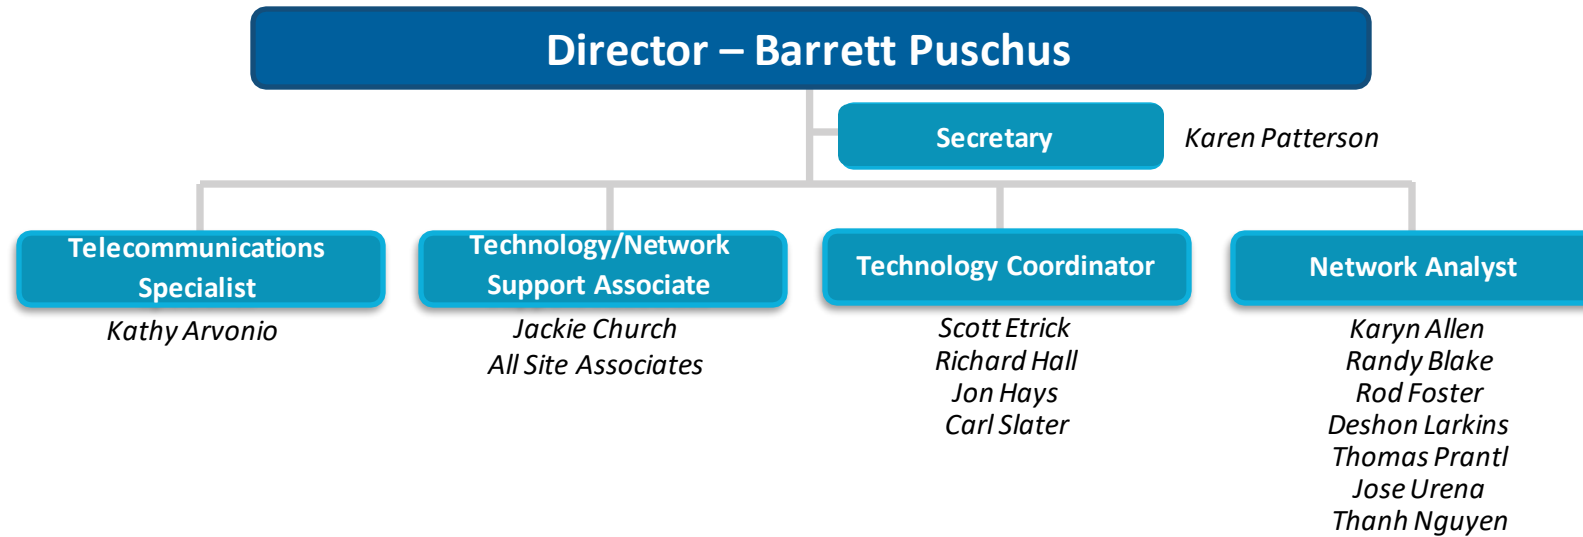 Director – Barrett Puschus
Secretary
Karen Patterson
Telecommunications
Specialist
Kathy Arvonio
Technology/Network
Support Associate
Jackie Church
All Site Associates
Technology Coordinator
Scott Etrick
Richard Hall
Jon Hays
Carl Slater
Network Analyst
Karyn Allen
Randy Blake
Rod Foster
Deshon Larkins
Thomas Prantl
Jose Urena
Thanh Nguyen